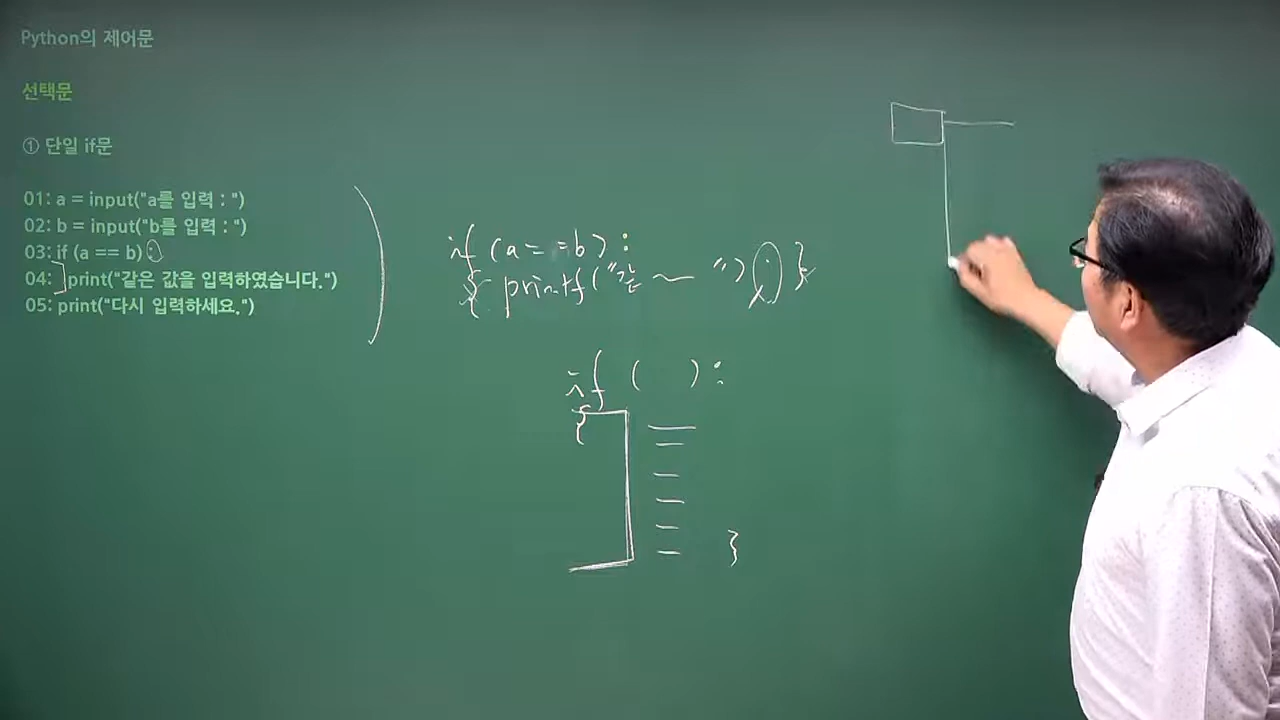 Python의 제어문
선택문
① 단일 if문
01: a = input("a를 입력 : ")
02: b = input("b를 입력 : ")
03: if (a == b) :
04: print("같은 값을 입력하였습니다.")
05: print("다시 입력하세요.")
if (a = = b) :
{ printf("같 ~ ") ; }
if ( ) :
{
}